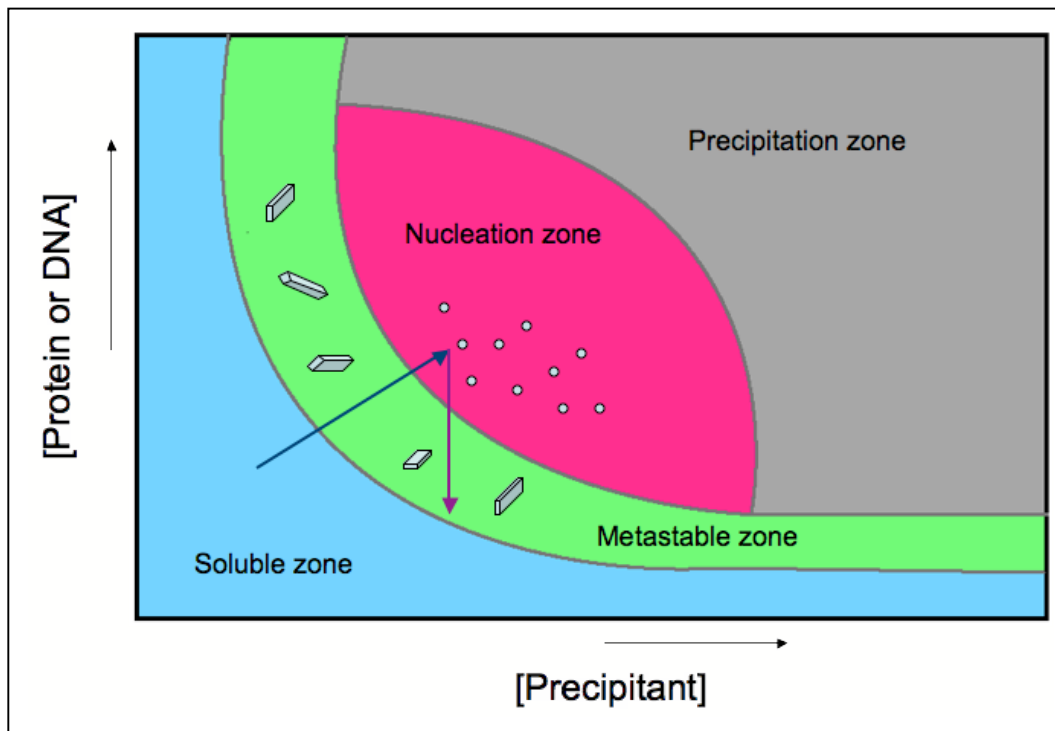 Precipitation zone
Nucleation zone
[Protein or DNA]
Metastable zone
Soluble zone
[Precipitant]